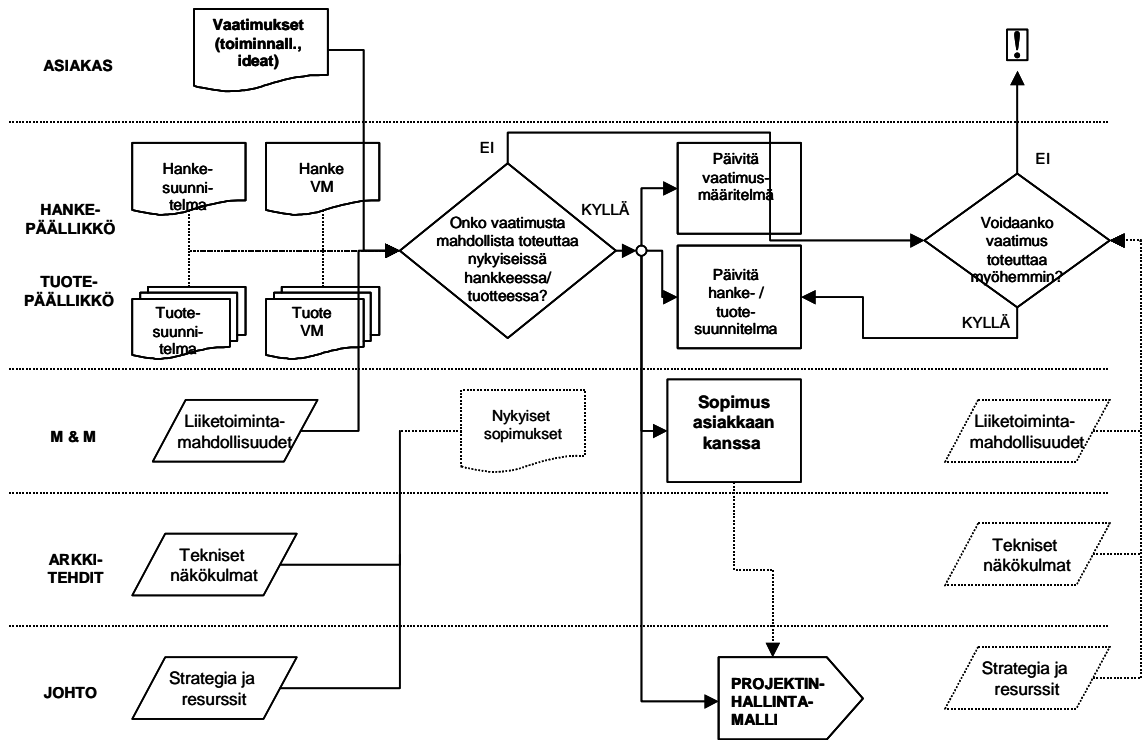 Vaatimukset
(toiminnall.,
ideat)
ASIAKAS
!
EI
EI
Hanke-
suunni-
telma
Hanke
VM
Päivitä
vaatimus-
määritelmä
HANKE-
PÄÄLLIKKÖ
KYLLÄ
Onko vaatimusta
mahdollista toteuttaa
nykyiseissä
hankkeessa/
tuotteessa?
Voidaanko
vaatimus
toteuttaa
myöhemmin?
TUOTE-
PÄÄLLIKKÖ
Päivitä
hanke- /
tuote-
suunnitelma
Tuote-
suunni-
telma
Tuote
VM
KYLLÄ
M & M
Liiketoiminta-
mahdollisuudet
Nykyiset
sopimukset
Sopimus
asiakkaan
kanssa
Liiketoiminta-
mahdollisuudet
ARKKI-
TEHDIT
Tekniset
näkökulmat
Tekniset
näkökulmat
JOHTO
Strategia ja
resurssit
PROJEKTIN-
HALLINTA-
MALLI
Strategia ja
resurssit